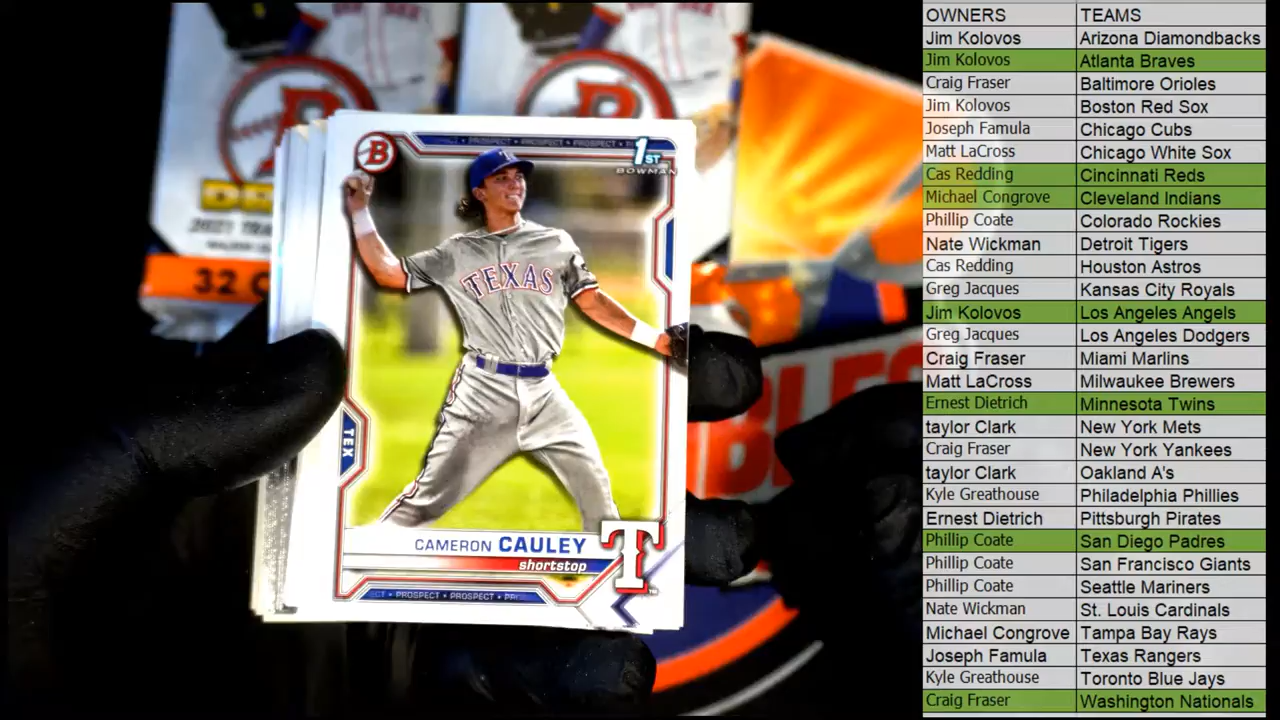 32
2021
B
PROSPECT • PROSPECT • PROSPECT
1ST
BOWMAN
TEXAS
TEX
CAMERON CAULEY
shortstop
T
PROSPECT • PROSPECT
OWNERS TEAMS
Jim Kolovos Arizona Diamondbacks
Jim Kolovos Atlanta Braves
Craig Fraser Baltimore Orioles
Jim Kolovos Boston Red Sox
Joseph Famula Chicago Cubs
Matt LaCross Chicago White Sox
Cas Redding Cincinnati Reds
Michael Congrove Cleveland Indians
Phillip Coate Colorado Rockies
Nate Wickman Detroit Tigers
Cas Redding Houston Astros
Greg Jacques Kansas City Royals
Jim Kolovos Los Angeles Angels
Greg Jacques Los Angeles Dodgers
Craig Fraser Miami Marlins
Matt LaCross Milwaukee Brewers
Ernest Dietrich Minnesota Twins
taylor Clark New York Mets
Craig Fraser New York Yankees
taylor Clark Oakland A's
Kyle Greathouse Philadelphia Phillies
Ernest Dietrich Pittsburgh Pirates
Phillip Coate San Diego Padres
Phillip Coate San Francisco Giants
Phillip Coate Seattle Mariners
Nate Wickman St. Louis Cardinals
Michael Congrove Tampa Bay Rays
Joseph Famula Texas Rangers
Kyle Greathouse Toronto Blue Jays
Craig Fraser Washington Nationals